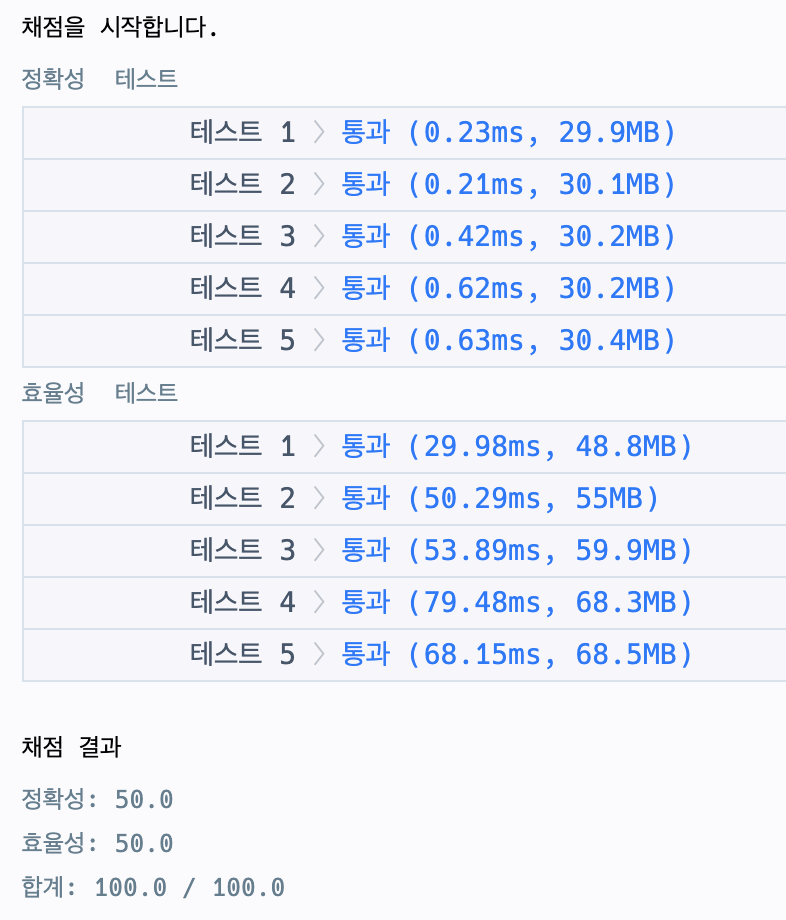 채점을 시작합니다.
정확성 테스트
테스트 1 〉 통과 (0.23ms, 29.9MB)
테스트 2 〉 통과 (0.21ms, 30.1MB)
테스트 3 〉 통과 (0.42ms, 30.2MB)
테스트 4 〉 통과 (0.62ms, 30.2MB)
테스트 5 〉 통과 (0.63ms, 30.4MB)
효율성 테스트
테스트 1 〉 통과 (29.98ms, 48.8MB)
테스트 2 〉 통과 (50.29ms, 55MB)
테스트 3 〉 통과 (53.89ms, 59.9MB)
테스트 4 〉 통과 (79.48ms, 68.3MB)
테스트 5 〉 통과 (68.15ms, 68.5MB)
채점 결과
정확성: 50.0
효율성: 50.0
합계: 100.0 / 100.0